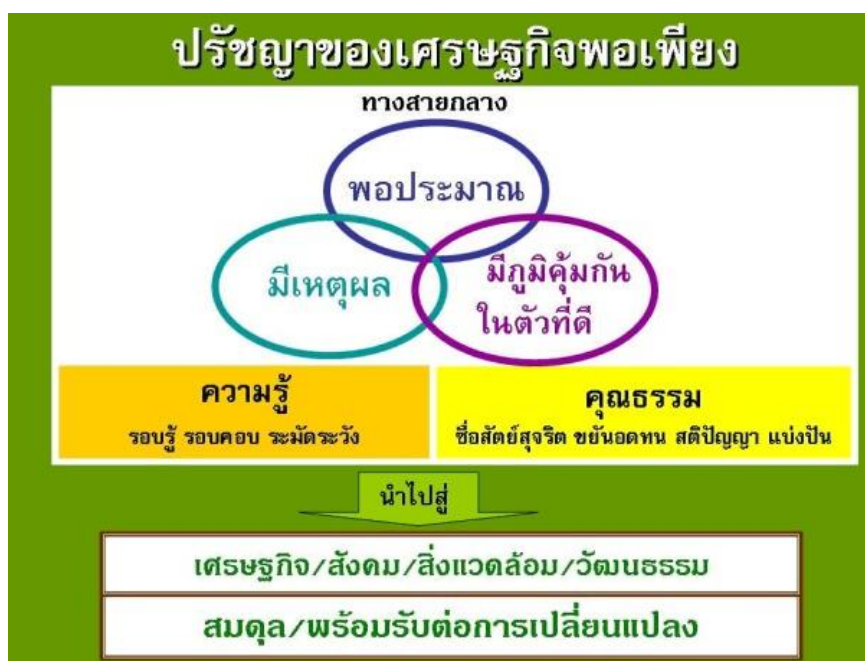 ปรัชญาของเศรษฐกิจพอเพียง
ทางสายกลาง
พอประมาณ
มีเหตุผล
มีภูมิคุ้มกัน
ในตัวที่ดี
ความรู้
รอบรู้ รอบคอบ ระมัดระวัง
คุณธรรม
ซื่อสัตย์สุจริต ขยันอดทน สติปัญญา แบ่งปัน
นำไปสู่
เศรษฐกิจ/สังคม/สิ่งแวดล้อม/วัฒนธรรม
สมดุล/พร้อมรับต่อการเปลี่ยนแปลง